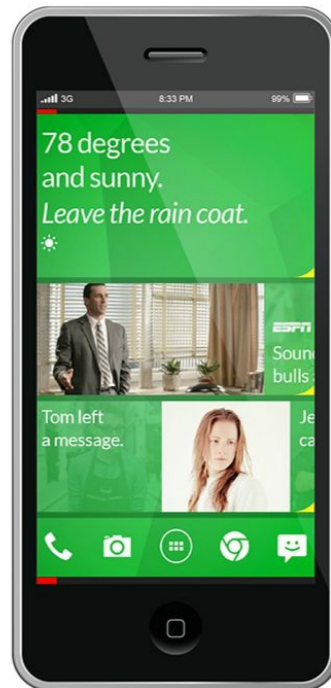 3G 8:33 PM 99%
78 degrees
and sunny.
Leave the rain coat.
ESPN
Soun
bulls
Tom left
a message.
Je
ca